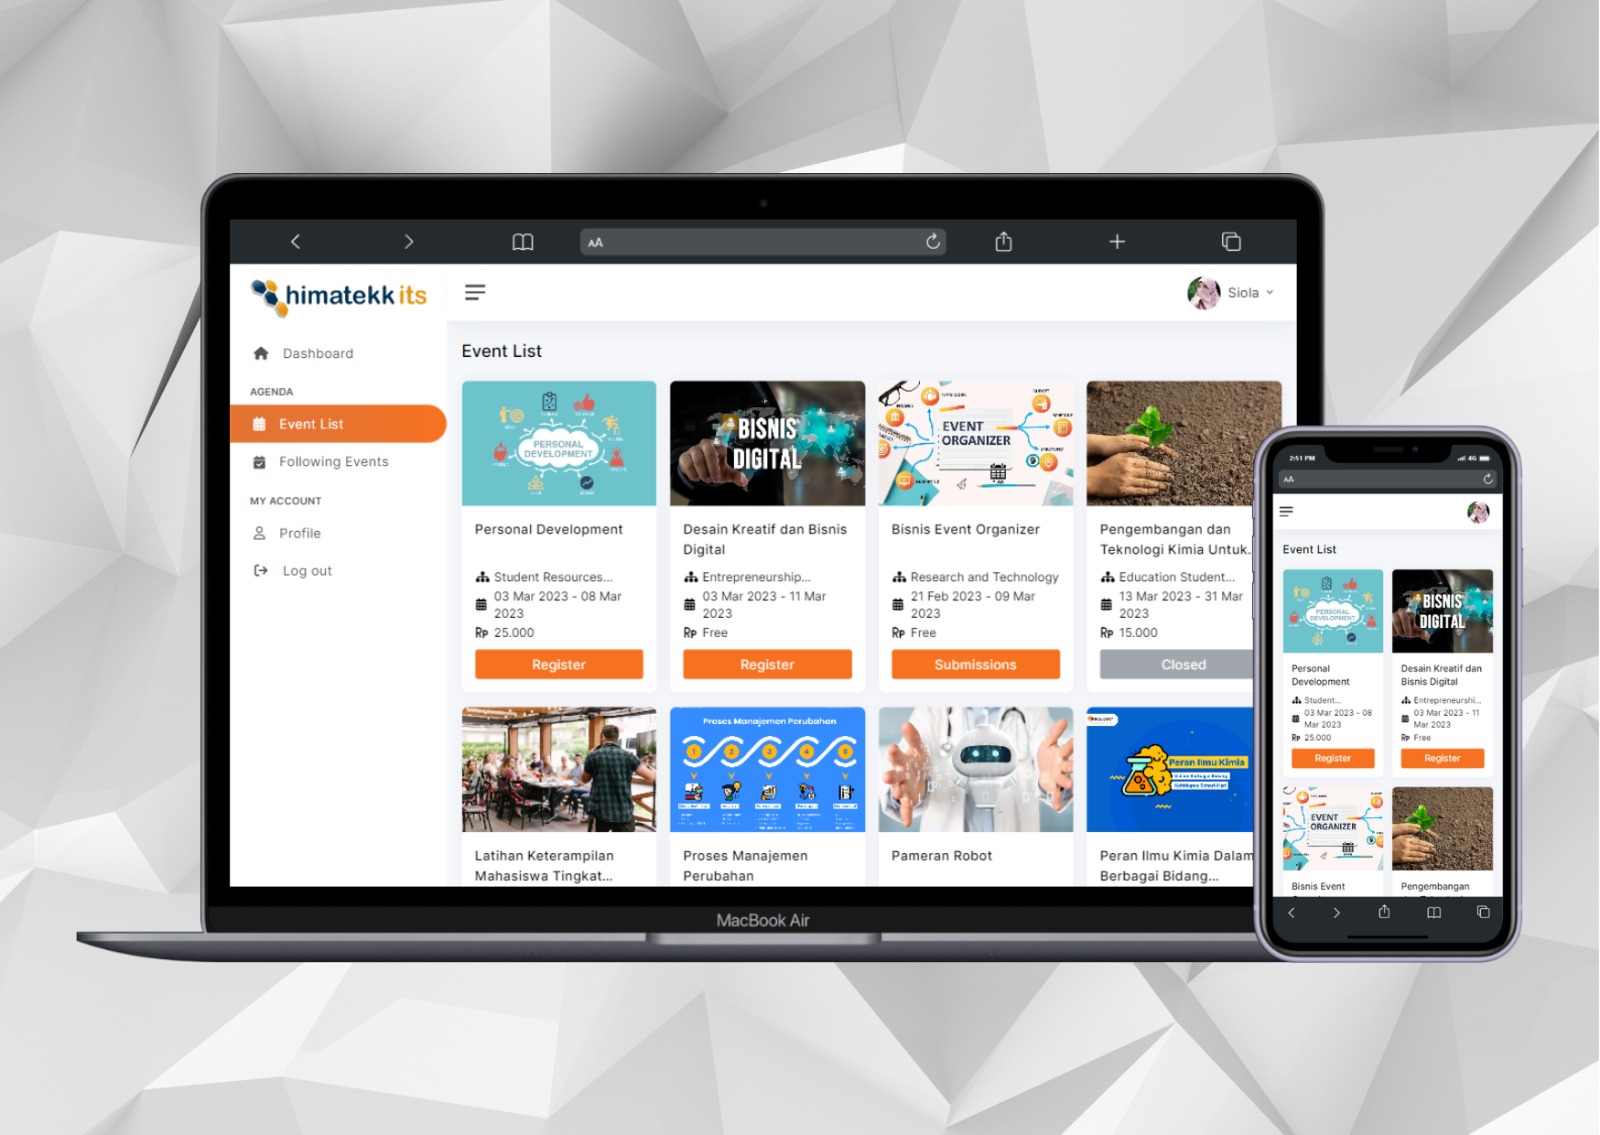 AA
himatekk its
Siola
Dashboard
AGENDA
Event List
Following Events
MY ACCOUNT
Profile
Log out
Event List
PERSONAL
DEVELOPMENT
BISNIS
DIGITAL
EVENT
ORGANIZER
Personal Development
Student Resources...
03 Mar 2023 - 08 Mar
2023
Rp 25.000
Register
Desain Kreatif dan Bisnis
Digital
Entrepreneurship...
03 Mar 2023 - 11 Mar
2023
Rp Free
Register
Bisnis Event Organizer
Research and Technology
21 Feb 2023 - 09 Mar
2023
Rp Free
Submissions
Pengembangan dan
Teknologi Kimia Untuk..
Education Student...
13 Mar 2023 - 31 Mar
2023
Rp 15.000
Closed
Proses Manajemen Perubahan
1 2 3 4 5
Peran Ilmu Kimia
Latihan Keterampilan
Mahasiswa Tingkat...
Proses Manajemen
Perubahan
Pameran Robot
Peran Ilmu Kimia Dalam
Berbagai Bidang...
MacBook Air
2:51 PM
4G
AA
Event List
PERSONAL
DEVELOPMENT
BISNIS
DIGITAL
Personal
Development
Student...
03 Mar 2023 - 08
Mar 2023
Rp 25.000
Register
Desain Kreatif dan
Bisnis Digital
Entrepreneurshi...
03 Mar 2023 - 11
Mar 2023
Rp Free
Register
EVENT
ORGANIZER
Bisnis Event
Pengembangan